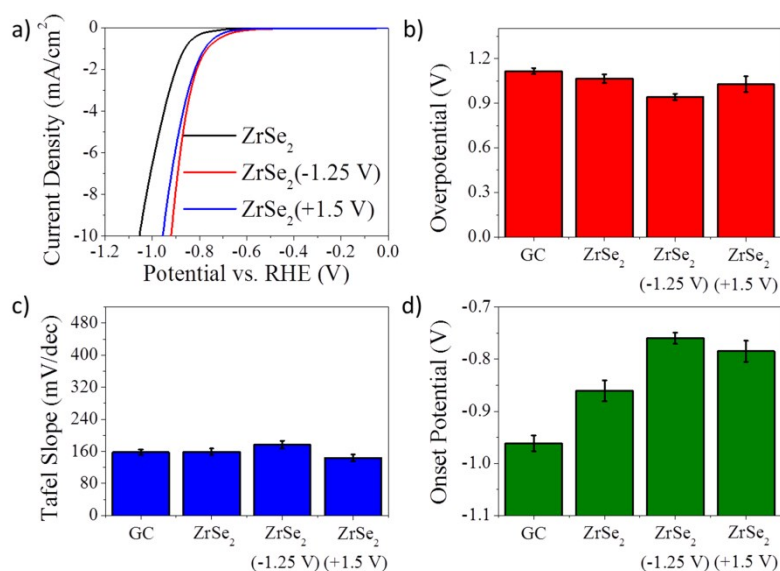 a)
Current Density (mA/cm²)
0
-2
-4
-6
-8
-10
ZrSe₂
ZrSe₂(-1.25 V)
ZrSe₂(+1.5 V)
-1.2 -1.0 -0.8 -0.6 -0.4 -0.2 0.0
Potential vs. RHE (V)
b)
Overpotential (V)
1.2
0.9
0.6
0.3
0.0
GC ZrSe₂ ZrSe₂ ZrSe₂
(-1.25 V) (+1.5 V)
c)
Tafel Slope (mV/dec)
480
400
320
240
160
80
0
GC ZrSe₂ ZrSe₂ ZrSe₂
(-1.25 V) (+1.5 V)
d)
Onset Potential (V)
-0.7
-0.8
-0.9
-1.0
-1.1
GC ZrSe₂ ZrSe₂ ZrSe₂
(-1.25 V) (+1.5 V)